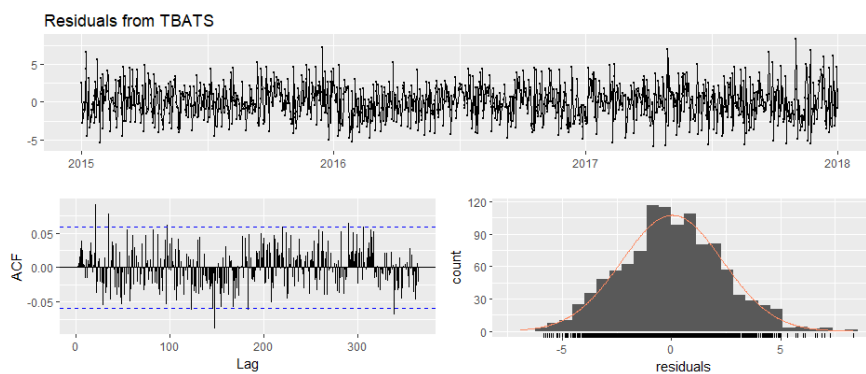 Residuals from TBATS
5
0
-5
2015 2016 2017 2018
ACF
0.05
0.00
-0.05
0 100 200 300
Lag
count
120
90
60
30
0
-5 0 5
residuals